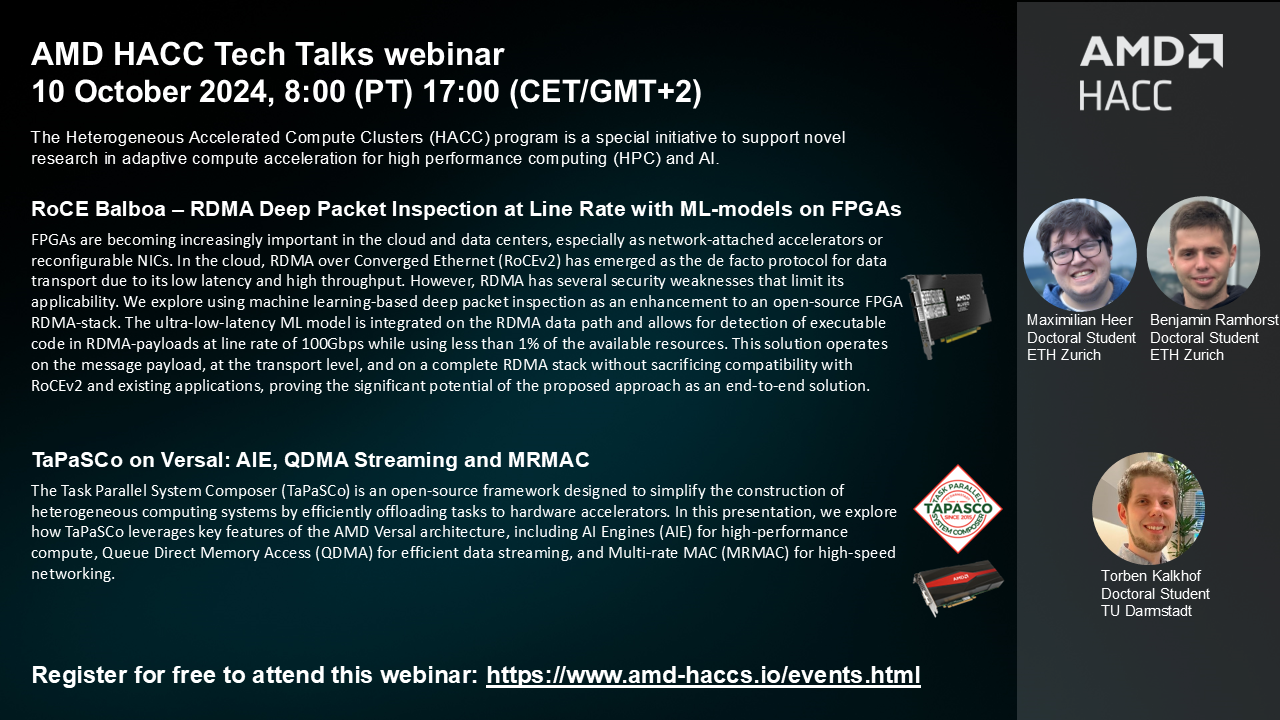 AMD HACC Tech Talks webinar
10 October 2024, 8:00 (PT) 17:00 (CET/GMT+2)
The Heterogeneous Accelerated Compute Clusters (HACC) program is a special initiative to support novel
research in adaptive compute acceleration for high performance computing (HPC) and AI.
RoCE Balboa – RDMA Deep Packet Inspection at Line Rate with ML-models on FPGAs
FPGAs are becoming increasingly important in the cloud and data centers, especially as network-attached accelerators or
reconfigurable NICs. In the cloud, RDMA over Converged Ethernet (RoCEv2) has emerged as the de facto protocol for data
transport due to its low latency and high throughput. However, RDMA has several security weaknesses that limit its
applicability. We explore using machine learning-based deep packet inspection as an enhancement to an open-source FPGA
RDMA-stack. The ultra-low-latency ML model is integrated on the RDMA data path and allows for detection of executable
code in RDMA-payloads at line rate of 100Gbps while using less than 1% of the available resources. This solution operates
on the message payload, at the transport level, and on a complete RDMA stack without sacrificing compatibility with
RoCEv2 and existing applications, proving the significant potential of the proposed approach as an end-to-end solution.
AMD
TaPaSCo on Versal: AIE, QDMA Streaming and MRMAC
The Task Parallel System Composer (TaPaSCo) is an open-source framework designed to simplify the construction of
heterogeneous computing systems by efficiently offloading tasks to hardware accelerators. In this presentation, we explore
how TaPaSCo leverages key features of the AMD Versal architecture, including AI Engines (AIE) for high-performance
compute, Queue Direct Memory Access (QDMA) for efficient data streaming, and Multi-rate MAC (MRMAC) for high-speed
networking.
TASK PARALLEL
TAPASCO
SINCE 2015
SYSTEM COMPOSER
AMD
Register for free to attend this webinar: https://www.amd-haccs.io/events.html
AMD
HACC
Maximilian Heer
Doctoral Student
ETH Zurich
Benjamin Ramhorst
Doctoral Student
ETH Zurich
Torben Kalkhof
Doctoral Student
TU Darmstadt